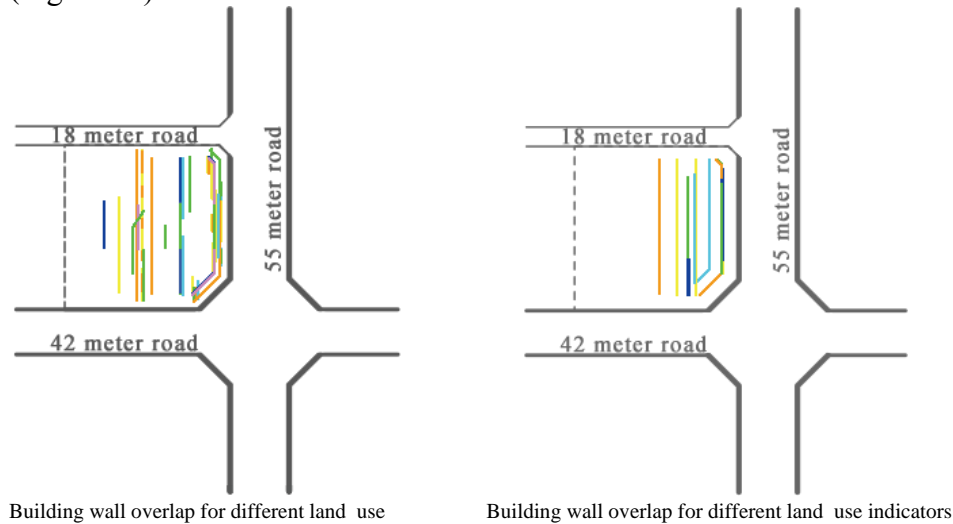 18 meter road
55 meter road
42 meter road
18 meter road
55 meter road
42 meter road
Building wall overlap for different land use
Building wall overlap for different land use indicators